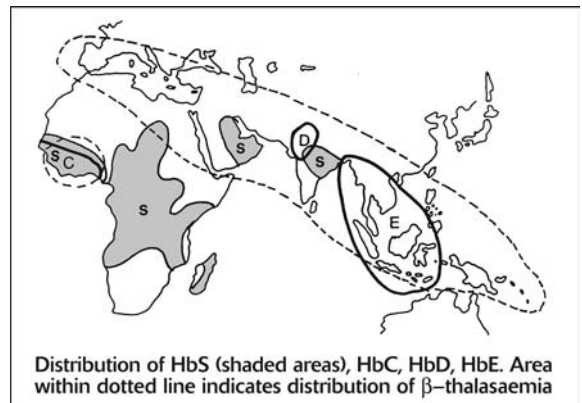 S
D
S
S C
S
E
Distribution of HbS (shaded areas), HbC, HbD, HbE. Area
within dotted line indicates distribution of β–thalasaemia